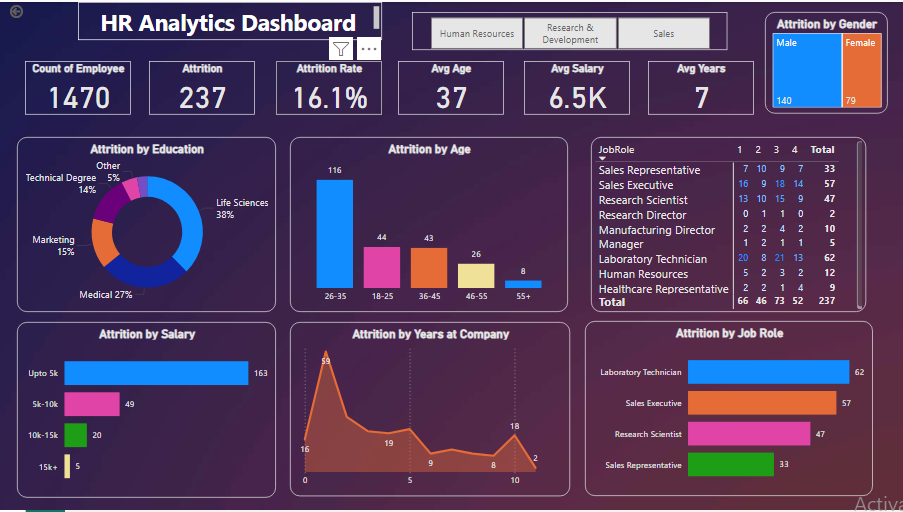 HR Analytics Dashboard
Human Resources
Research &
Development
Sales
Attrition by Gender
Male
Female
140
79
Count of Employee
1470
Attrition
237
Attrition Rate
16.1%
Avg Age
37
Avg Salary
6.5K
Avg Years
7
Attrition by Education
Other
5%
Technical Degree
14%
Life Sciences
38%
Marketing
15%
Medical 27%
Attrition by Age
116
44
43
26
8
26-35 18-25 36-45 46-55 55+
JobRole 1 2 3 4 Total
Sales Representative 7 10 9 7 33
Sales Executive 16 9 18 14 57
Research Scientist 13 10 15 9 47
Research Director 0 1 1 0 2
Manufacturing Director 2 2 4 2 10
Manager 1 2 1 1 5
Laboratory Technician 20 8 21 13 62
Human Resources 5 2 3 2 12
Healthcare Representative 2 2 1 4 9
Total 66 46 73 52 237
Attrition by Salary
Upto 5k 163
5k-10k 49
10k-15k 20
15k+ 5
Attrition by Years at Company
59
16
19
9
8
18
2
0 5 10
Attrition by Job Role
Laboratory Technician 62
Sales Executive 57
Research Scientist 47
Sales Representative 33
Activa